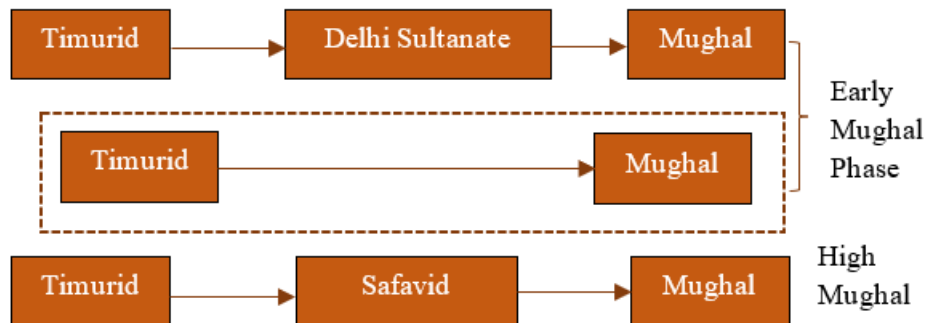 Timurid
Delhi Sultanate
Mughal
Early
Mughal
Phase
Timurid
Mughal
Timurid
Safavid
Mughal
High
Mughal